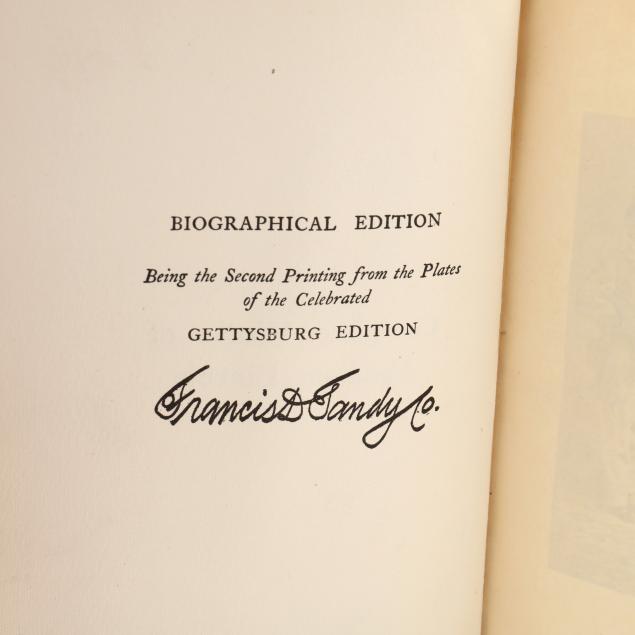 BIOGRAPHICAL EDITION
Being the Second Printing from the Plates
of the Celebrated
GETTYSBURG EDITION
Francis D Tandy Co.